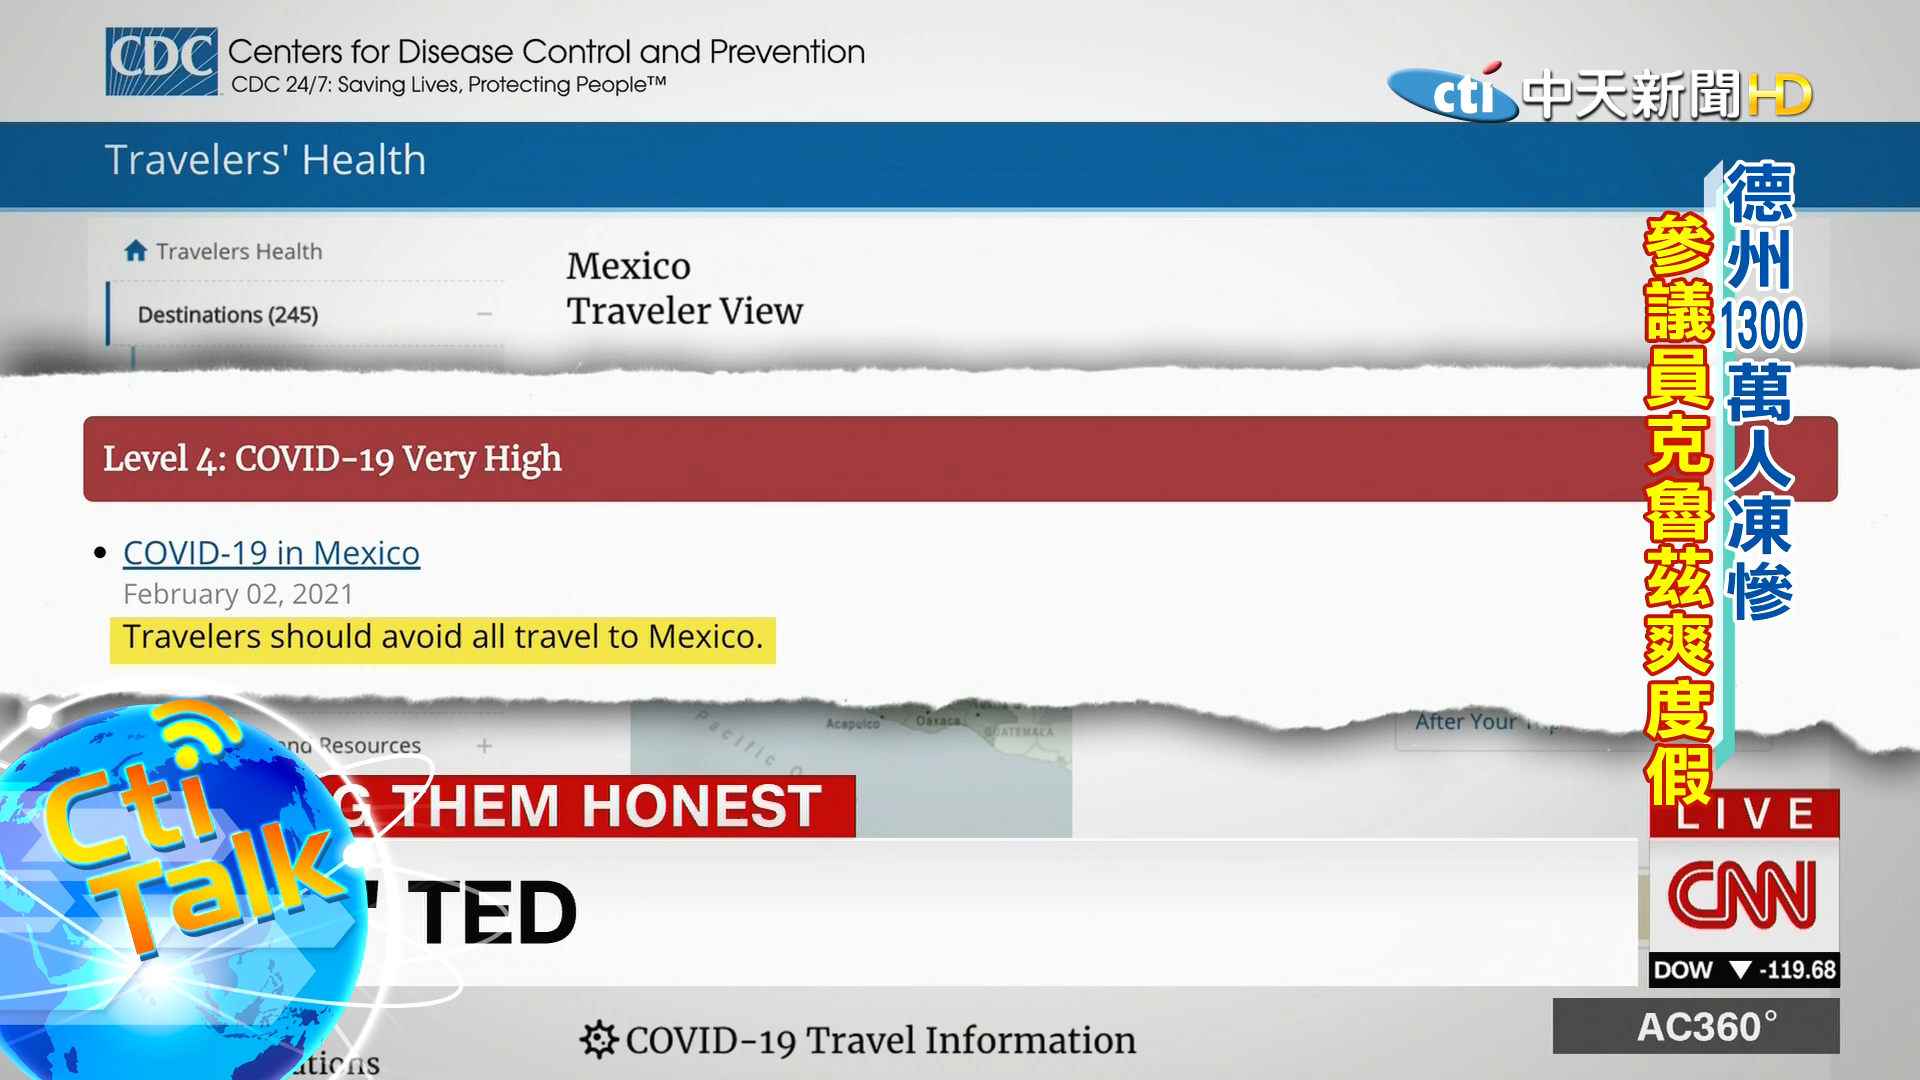 CDC
Centers for Disease Control and Prevention
CDC 24/7: Saving Lives, Protecting People™
cti 中天新聞HD
Travelers' Health
Travelers Health
Destinations (245)
Mexico
Traveler View
德州1300萬人凍慘
參議員克魯茲爽度假
Level 4: COVID-19 Very High
COVID-19 in Mexico
February 02, 2021
Travelers should avoid all travel to Mexico.
Pacific
Acapulco
Oaxaca
GUATEMALA
After Your
and Resources
THEM HONEST
TED
Cti
Talk
LIVE
CNN
DOW ▼ -119.68
AC360°
COVID-19 Travel Information